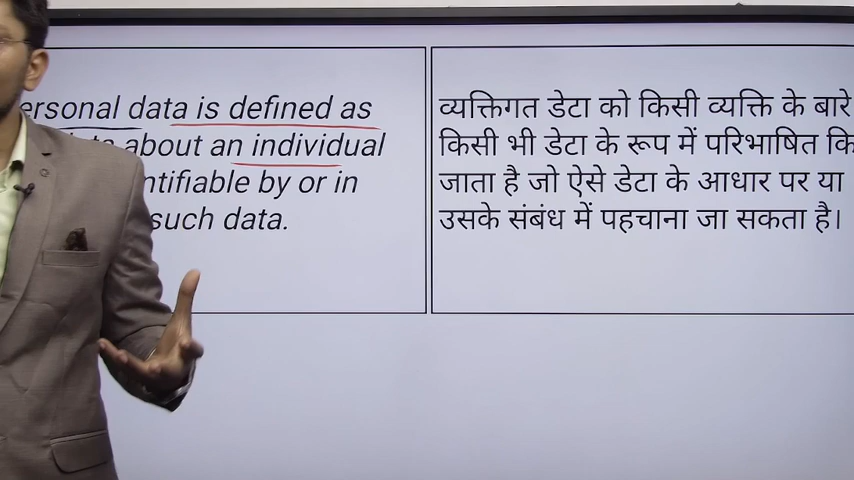 ersonal data is defined as
about an individual
ntifiable by or in
such data.
व्यक्तिगत डेटा को किसी व्यक्ति के बारे
किसी भी डेटा के रूप में परिभाषित कि
जाता है जो ऐसे डेटा के आधार पर या
उसके संबंध में पहचाना जा सकता है।